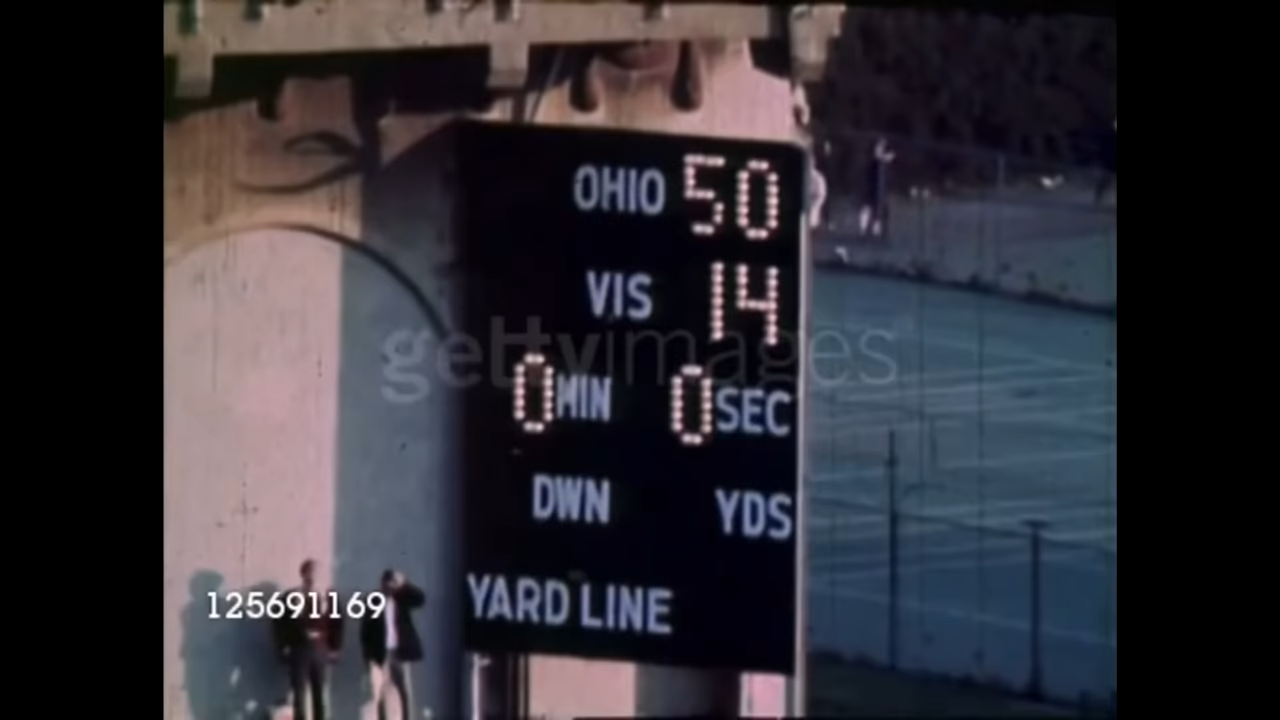 OHIO 50
VIS 14
gettyimages
0 MIN 0 SEC
DWN YDS
YARD LINE
125691169